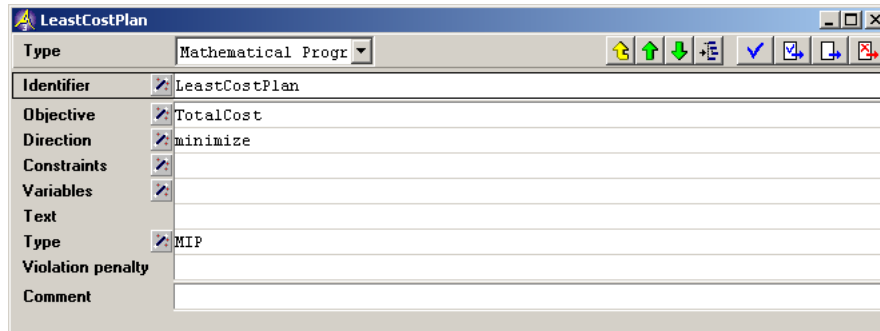 LeastCostPlan
Type Mathematical Progr
Identifier LeastCostPlan
Objective TotalCost
Direction minimize
Constraints
Variables
Text
Type MIP
Violation penalty
Comment